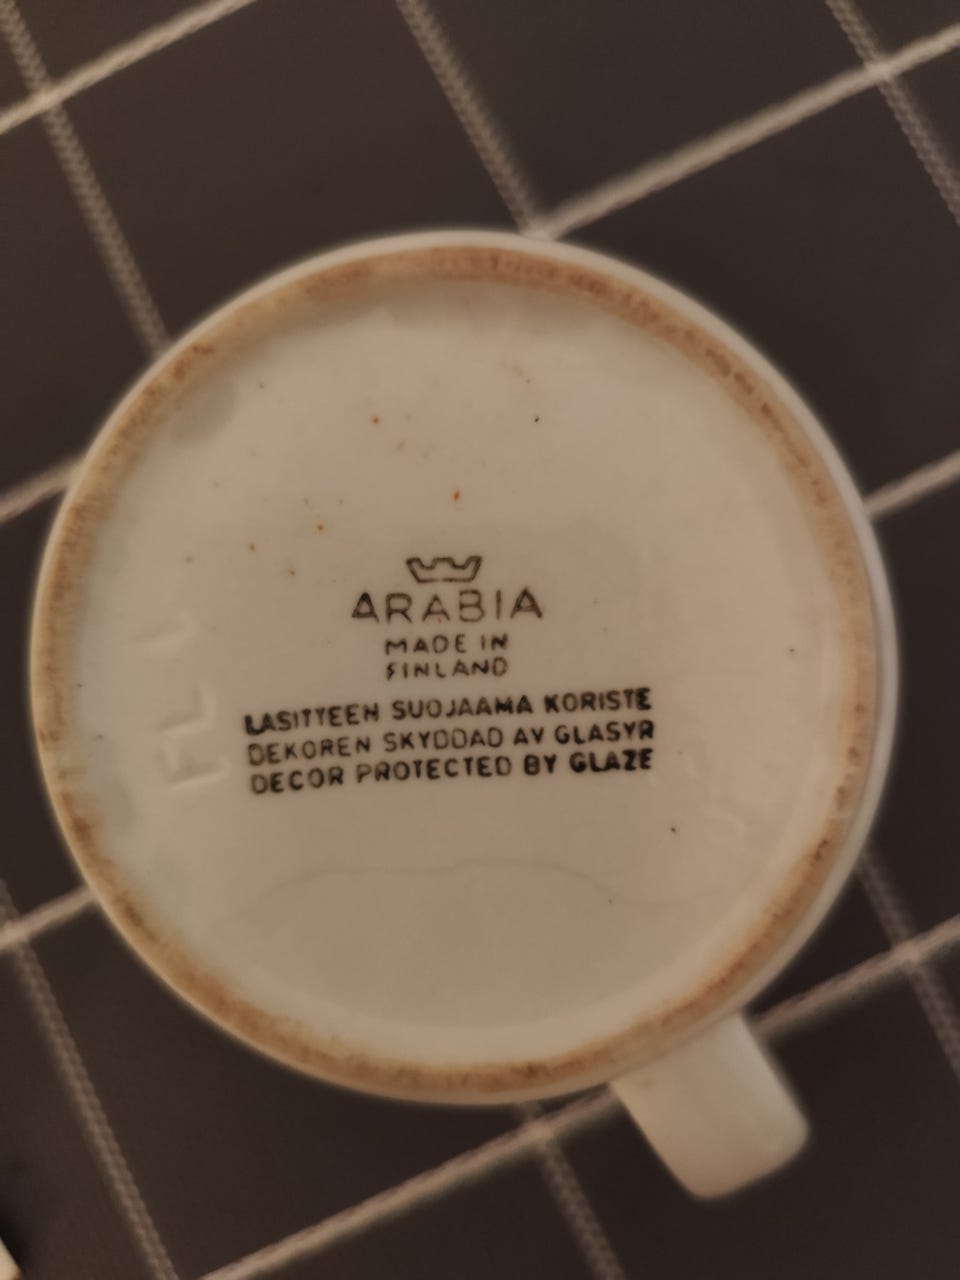 ARABIA
MADE IN
FINLAND
LASITTEEN SUOJAAMA KORISTE
DEKOREN SKYDDAD AV GLASYR
DECOR PROTECTED BY GLAZE